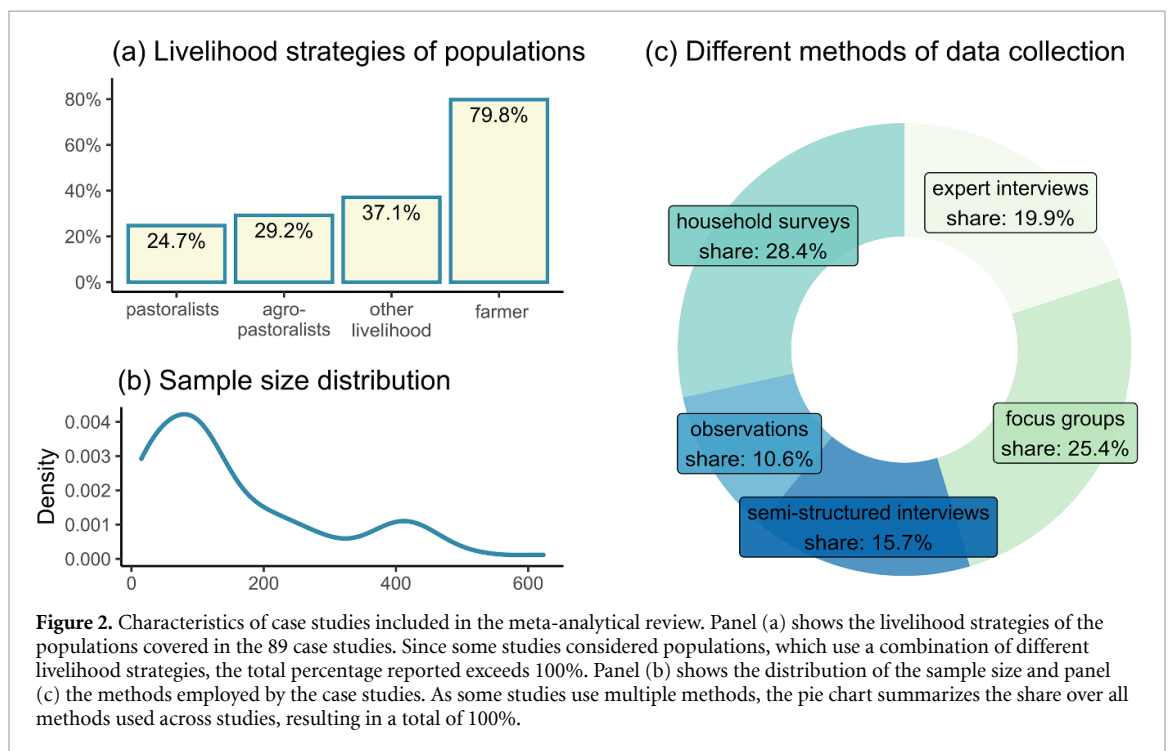 (a) Livelihood strategies of populations
80%
60%
40%
20%
0%
24.7%
29.2%
37.1%
79.8%
pastoralists
agro-
pastoralists
other
livelihood
farmer
(b) Sample size distribution
Density
0.004
0.003
0.002
0.001
0.000
0
200
400
600
(c) Different methods of data collection
expert interviews
share: 19.9%
household surveys
share: 28.4%
focus groups
share: 25.4%
observations
share: 10.6%
semi-structured interviews
share: 15.7%
Figure 2. Characteristics of case studies included in the meta-analytical review. Panel (a) shows the livelihood strategies of the
populations covered in the 89 case studies. Since some studies considered populations, which use a combination of different
livelihood strategies, the total percentage reported exceeds 100%. Panel (b) shows the distribution of the sample size and panel
(c) the methods employed by the case studies. As some studies use multiple methods, the pie chart summarizes the share over all
methods used across studies, resulting in a total of 100%.